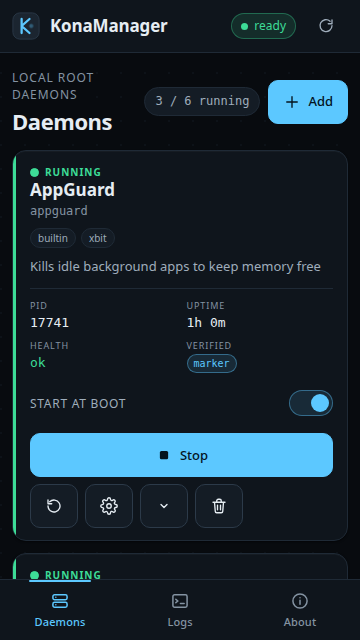 KonaManager
ready
LOCAL ROOT
DAEMONS
Daemons
3 / 6 running
Add
RUNNING
AppGuard
appguard
builtin
xbit
Kills idle background apps to keep memory free
PID
UPTIME
17741
1h 0m
HEALTH
VERIFIED
ok
marker
START AT BOOT
Stop
RUNNING
Daemons
Logs
About